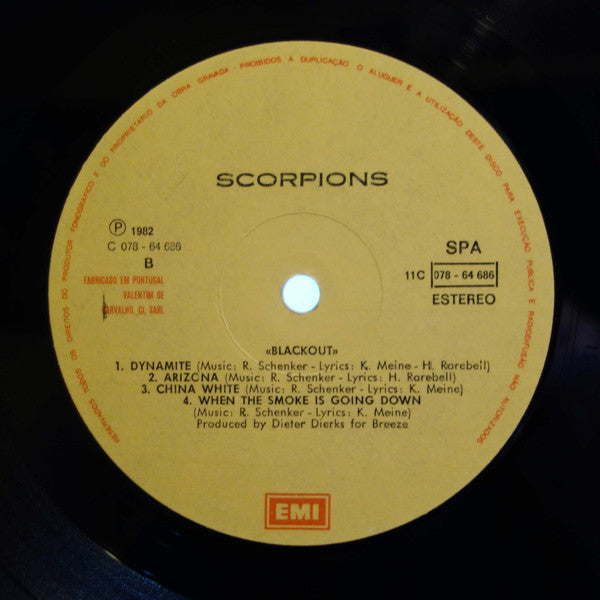 RESERVADOS TODOS OS DIREITOS DO PRODUTOR FONOGRÁFICO E DO PROPRIETÁRIO DA OBRA GRAVADA - PROIBIDOS A DUPLICAÇÃO O ALUGUER E A UTILIZAÇÃO DESTE DISCO PARA EXECUÇÃO PÚBLICA E RADIODIFUSÃO NÃO AUTORIZADOS
SCORPIONS
Ⓟ 1982
C 078 - 64 686
B
FABRICADO EM PORTUGAL
VALENTIM DE
CARVALHO, CI, SARL
SPA
11C 078 - 64 686
ESTEREO
«BLACKOUT»
1. DYNAMITE (Music: R. Schenker - Lyrics: K. Meine - H. Rarebell)
2. ARIZONA (Music: R. Schenker - Lyrics: H. Rarebell)
3. CHINA WHITE (Music: R. Schenker - Lyrics: K. Meine)
4. WHEN THE SMOKE IS GOING DOWN
(Music: R. Schenker - Lyrics: K. Meine)
Produced by Dieter Dierks for Breeze
EMI